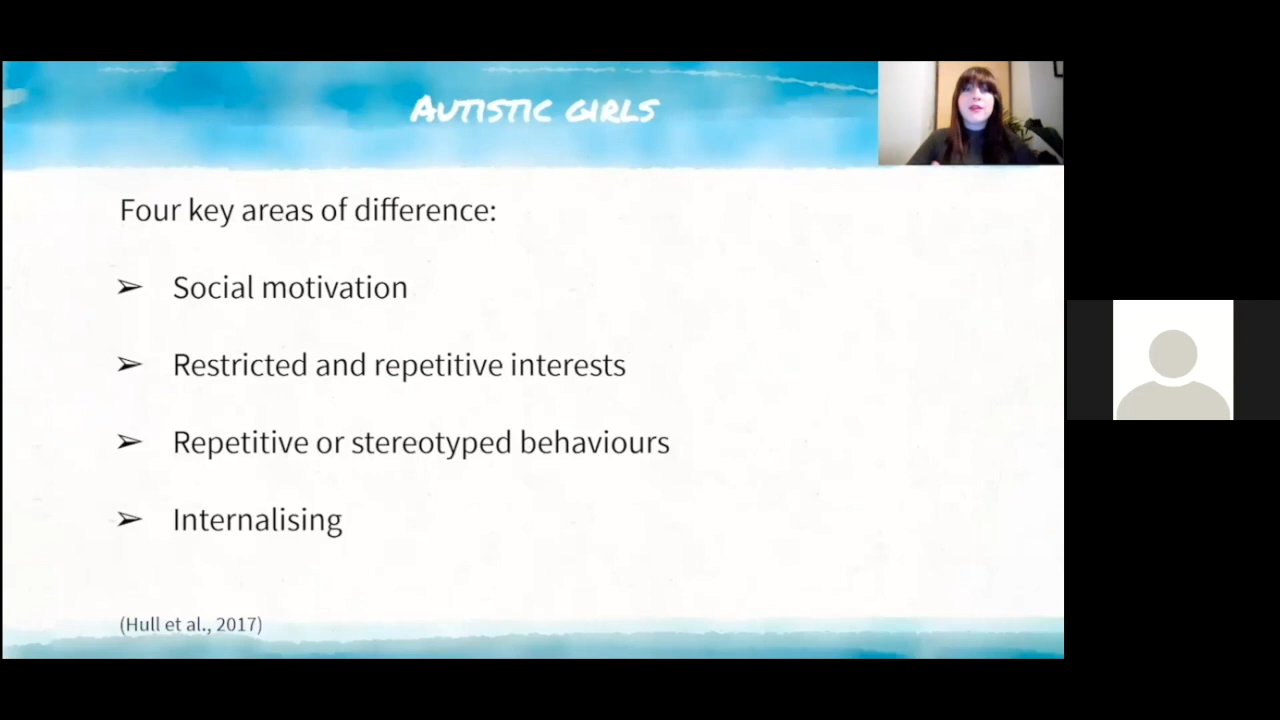 Autistic girls
Four key areas of difference:
➢ Social motivation
➢ Restricted and repetitive interests
➢ Repetitive or stereotyped behaviours
➢ Internalising
(Hull et al., 2017)